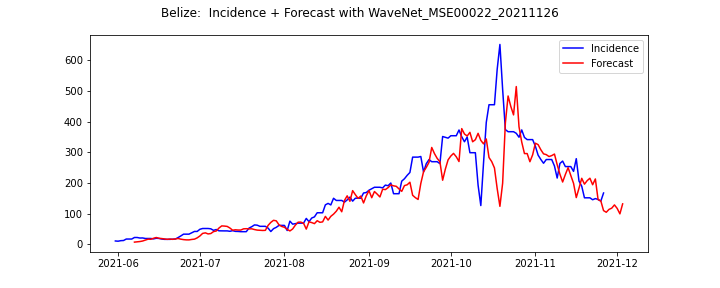 Belize:  Incidence + Forecast with WaveNet_MSE00022_20211126
Incidence
Forecast
600
500
400
300
200
100
0
2021-06 2021-07 2021-08 2021-09 2021-10 2021-11 2021-12